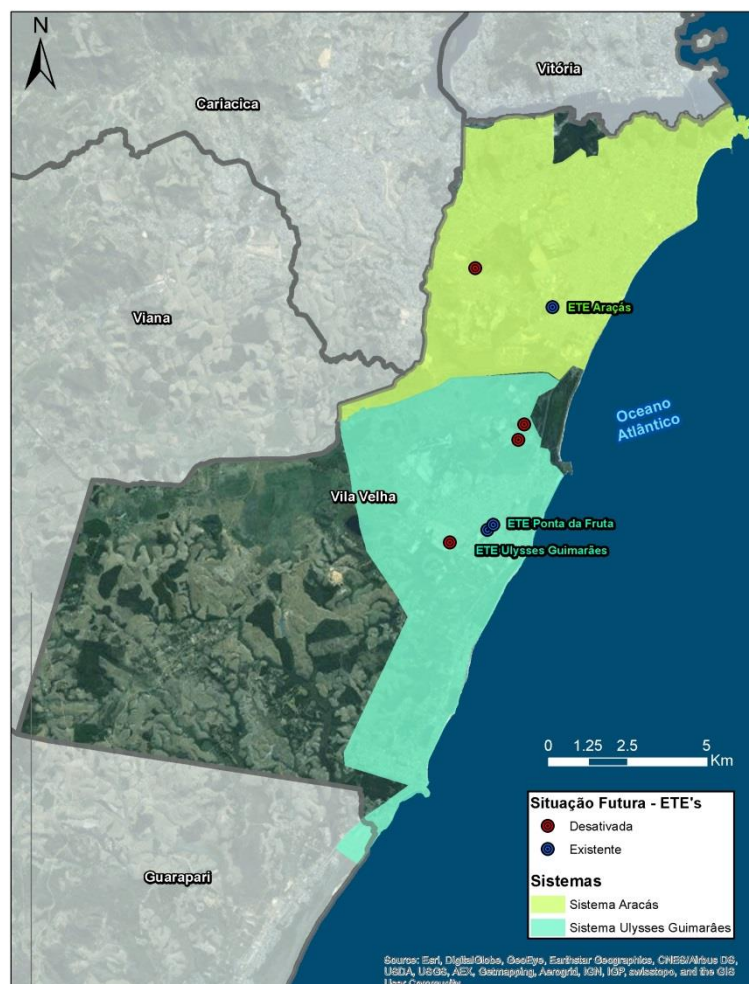 N
Vitória
Cariacica
Viana
ETE Araçás
Oceano
Atlântico
Vila Velha
ETE Ponta da Fruta
ETE Ulysses Guimarães
0 1.25 2.5 5
Km
Situação Futura - ETE's
Desativada
Existente
Sistemas
Sistema Aracás
Sistema Ulysses Guimarães
Guarapari
Source: Esri, DigitalGlobe, GeoEye, Earthstar Geographics, CNES/Airbus DS,
USDA, USGS, AEX, Getmapping, Aerogrid, IGN, IGP, swisstopo, and the GIS
User Community